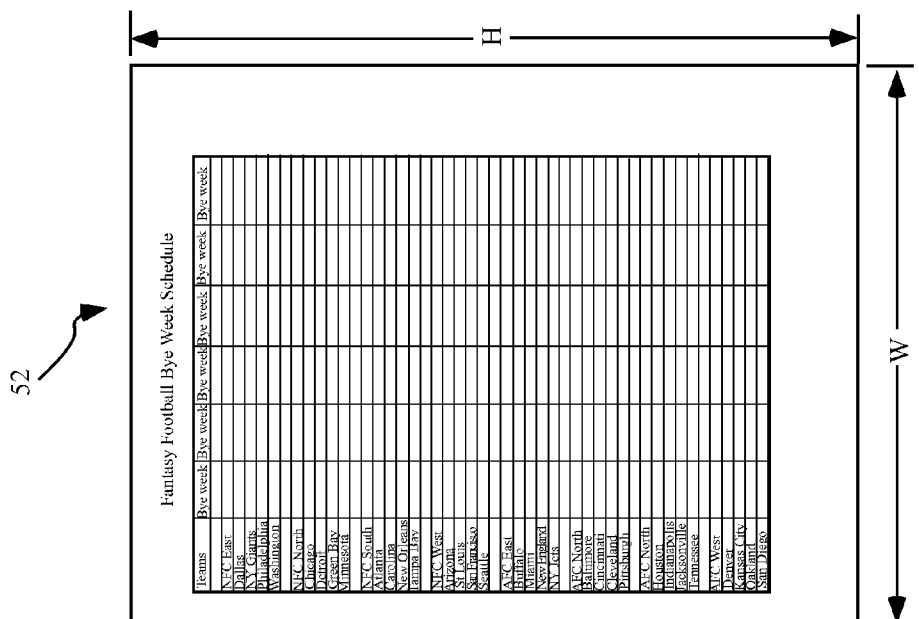 52
H
W
Fantasy Football Bye Week Schedule
Teams Bye week Bye week Bye week Bye week Bye week Bye week
NFC East
Dallas
NY Giants
Philadelphia
Washington
NFC North
Chicago
Detroit
Green Bay
Minnesota
NFC South
Atlanta
Carolina
New Orleans
Tampa Bay
NFC West
Arizona
St Louis
San Francisco
Seattle
AFC East
Buffalo
Miami
New England
NY Jets
AFC North
Baltimore
Cincinnati
Cleveland
Pittsburgh
AFC North
Houston
Indianapolis
Jacksonville
Tennessee
AFC West
Denver
Kansas City
Oakland
San Diego